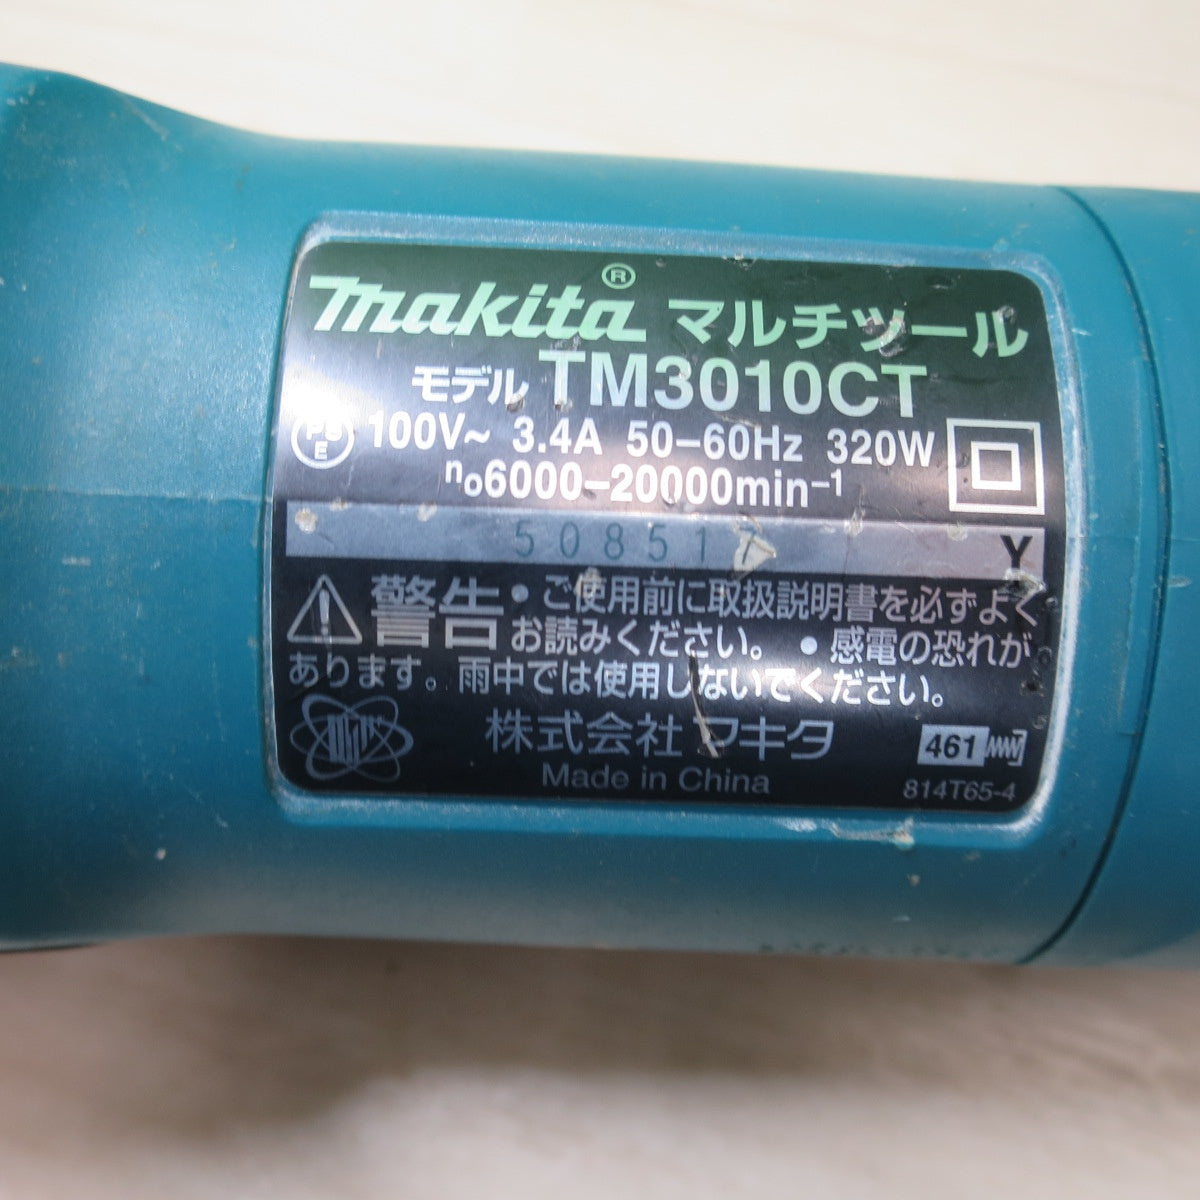 makita® マルチツール
モデル TM3010CT
PSE 100V~ 3.4A 50-60Hz 320W
n₀6000-20000min⁻¹
508517 Y
警告 • ご使用前に取扱説明書を必ずよく
お読みください。 • 感電の恐れが
あります。雨中では使用しないでください。
株式会社 マキタ
461
Made in China
814T65-4